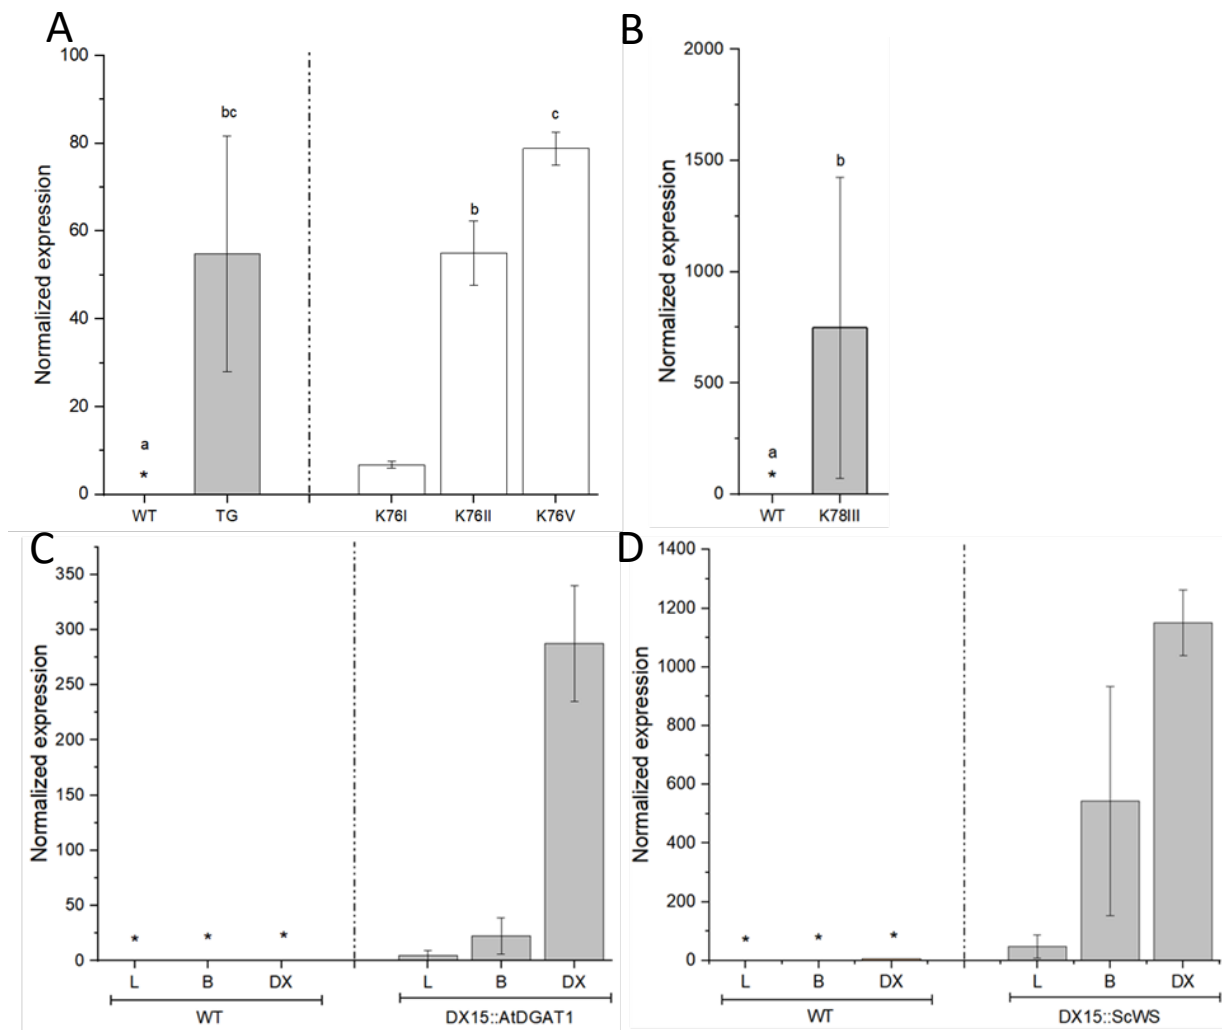 A
Normalized expression
100
80
60
40
20
0
a
*
bc
b
c
WT
TG
K76I
K76II
K76V
B
Normalized expression
2000
1500
1000
500
0
a
*
b
WT
K78III
C
Normalized expression
350
300
250
200
150
100
50
0
* * *
L B DX L B DX
WT DX15::AtDGAT1
D
Normalized expression
1400
1200
1000
800
600
400
200
0
* * *
L B DX L B DX
WT DX15::ScWS